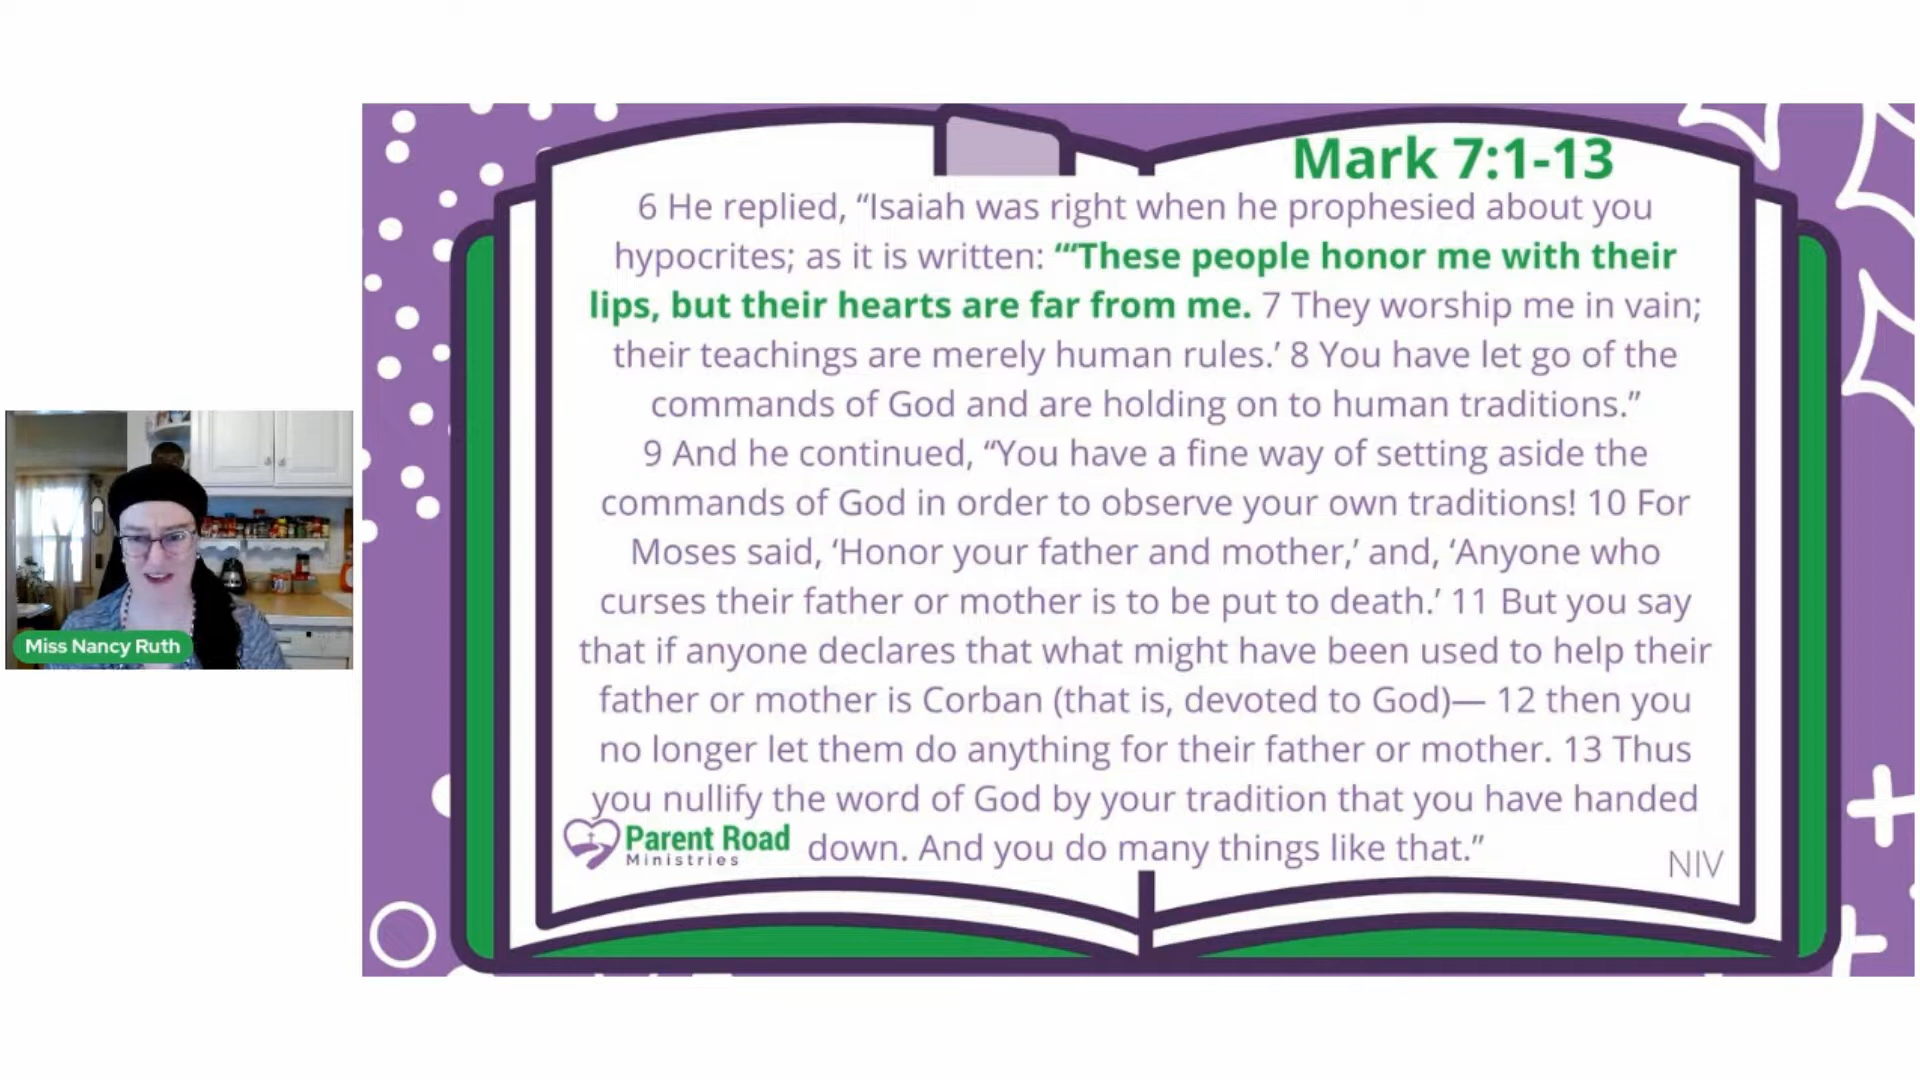 Mark 7:1-13
6 He replied, “Isaiah was right when he prophesied about you
hypocrites; as it is written: “‘These people honor me with their
lips, but their hearts are far from me. 7 They worship me in vain;
their teachings are merely human rules.’ 8 You have let go of the
commands of God and are holding on to human traditions.”
9 And he continued, “You have a fine way of setting aside the
commands of God in order to observe your own traditions! 10 For
Moses said, ‘Honor your father and mother,’ and, ‘Anyone who
curses their father or mother is to be put to death.’ 11 But you say
that if anyone declares that what might have been used to help their
father or mother is Corban (that is, devoted to God)— 12 then you
no longer let them do anything for their father or mother. 13 Thus
you nullify the word of God by your tradition that you have handed
down. And you do many things like that.”
Parent Road
Ministries
NIV
Miss Nancy Ruth